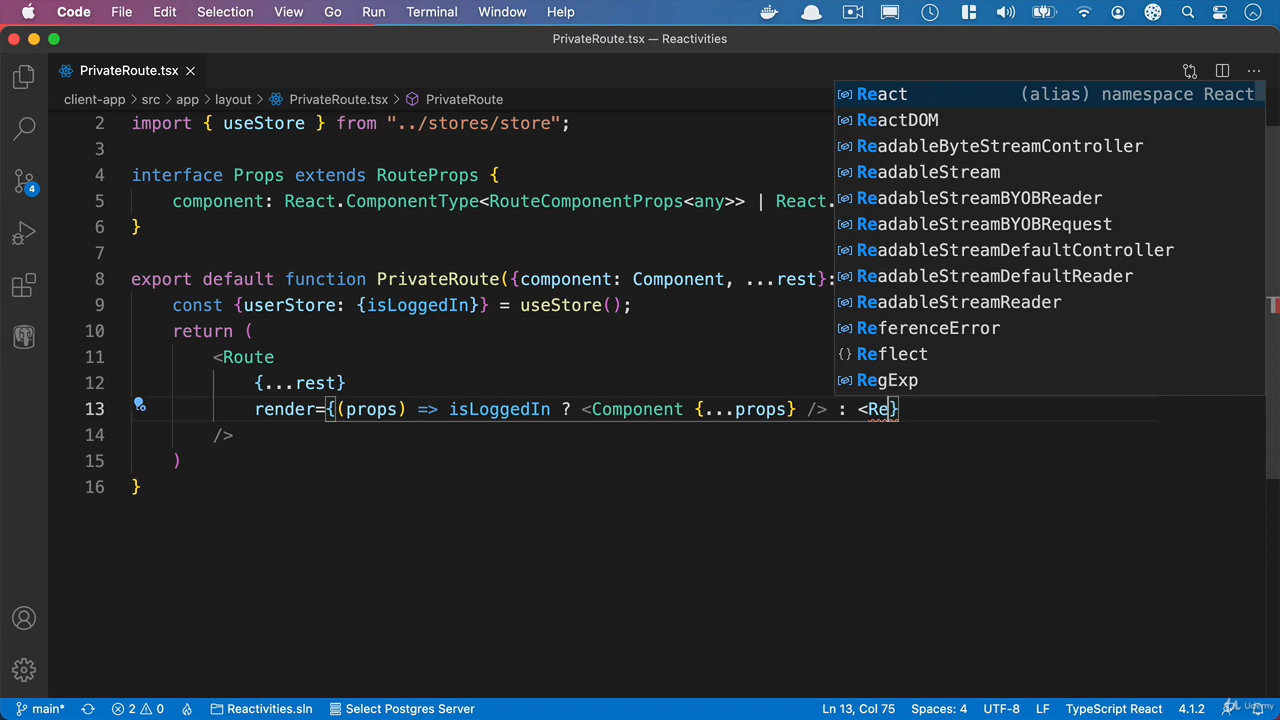 Code File Edit Selection View Go Run Terminal Window Help
PrivateRoute.tsx — Reactivities
PrivateRoute.tsx
client-app › src › app › layout › PrivateRoute.tsx › PrivateRoute
2 import { useStore } from "../stores/store";
3
4 interface Props extends RouteProps {
5 component: React.ComponentType<RouteComponentProps<any>> | React.
6 }
7
8 export default function PrivateRoute({component: Component, ...rest}:
9 const {userStore: {isLoggedIn}} = useStore();
10 return (
11 <Route
12 {...rest}
13 render={(props) => isLoggedIn ? <Component {...props} /> : <Re}
14 />
15 )
16 }
React (alias) namespace React
ReactDOM
ReadableByteStreamController
ReadableStream
ReadableStreamBYOBReader
ReadableStreamBYOBRequest
ReadableStreamDefaultController
ReadableStreamDefaultReader
ReadableStreamReader
ReferenceError
Reflect
RegExp
4
main* 2 0 Reactivities.sln Select Postgres Server Ln 13, Col 75 Spaces: 4 UTF-8 LF TypeScript React 4.1.2
Udemy